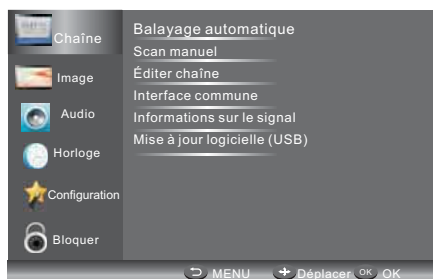 Chaîne
Image
Audio
Horloge
Configuration
Bloquer
Balayage automatique
Scan manuel
Éditer chaîne
Interface commune
Informations sur le signal
Mise à jour logicielle (USB)
MENU Déplacer OK OK